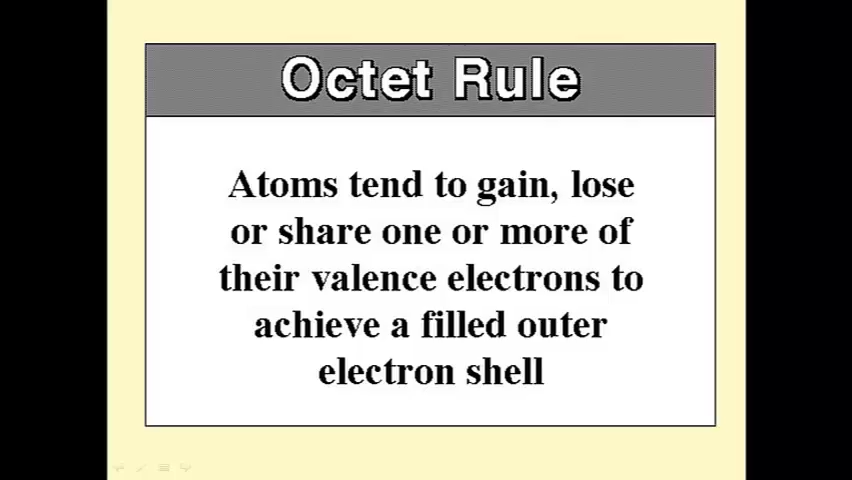 Octet Rule
Atoms tend to gain, lose
or share one or more of
their valence electrons to
achieve a filled outer
electron shell